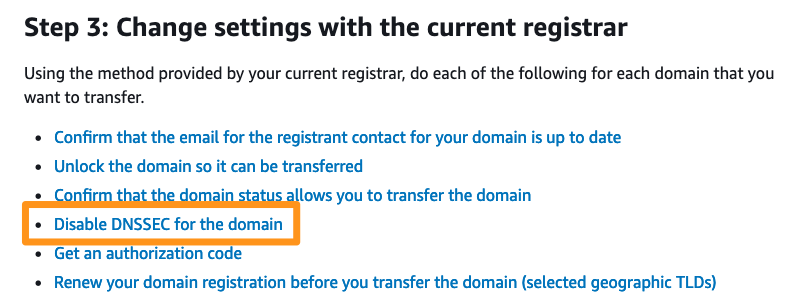 Step 3: Change settings with the current registrar
Using the method provided by your current registrar, do each of the following for each domain that you
want to transfer.
• Confirm that the email for the registrant contact for your domain is up to date
• Unlock the domain so it can be transferred
• Confirm that the domain status allows you to transfer the domain
• Disable DNSSEC for the domain
• Get an authorization code
• Renew your domain registration before you transfer the domain (selected geographic TLDs)